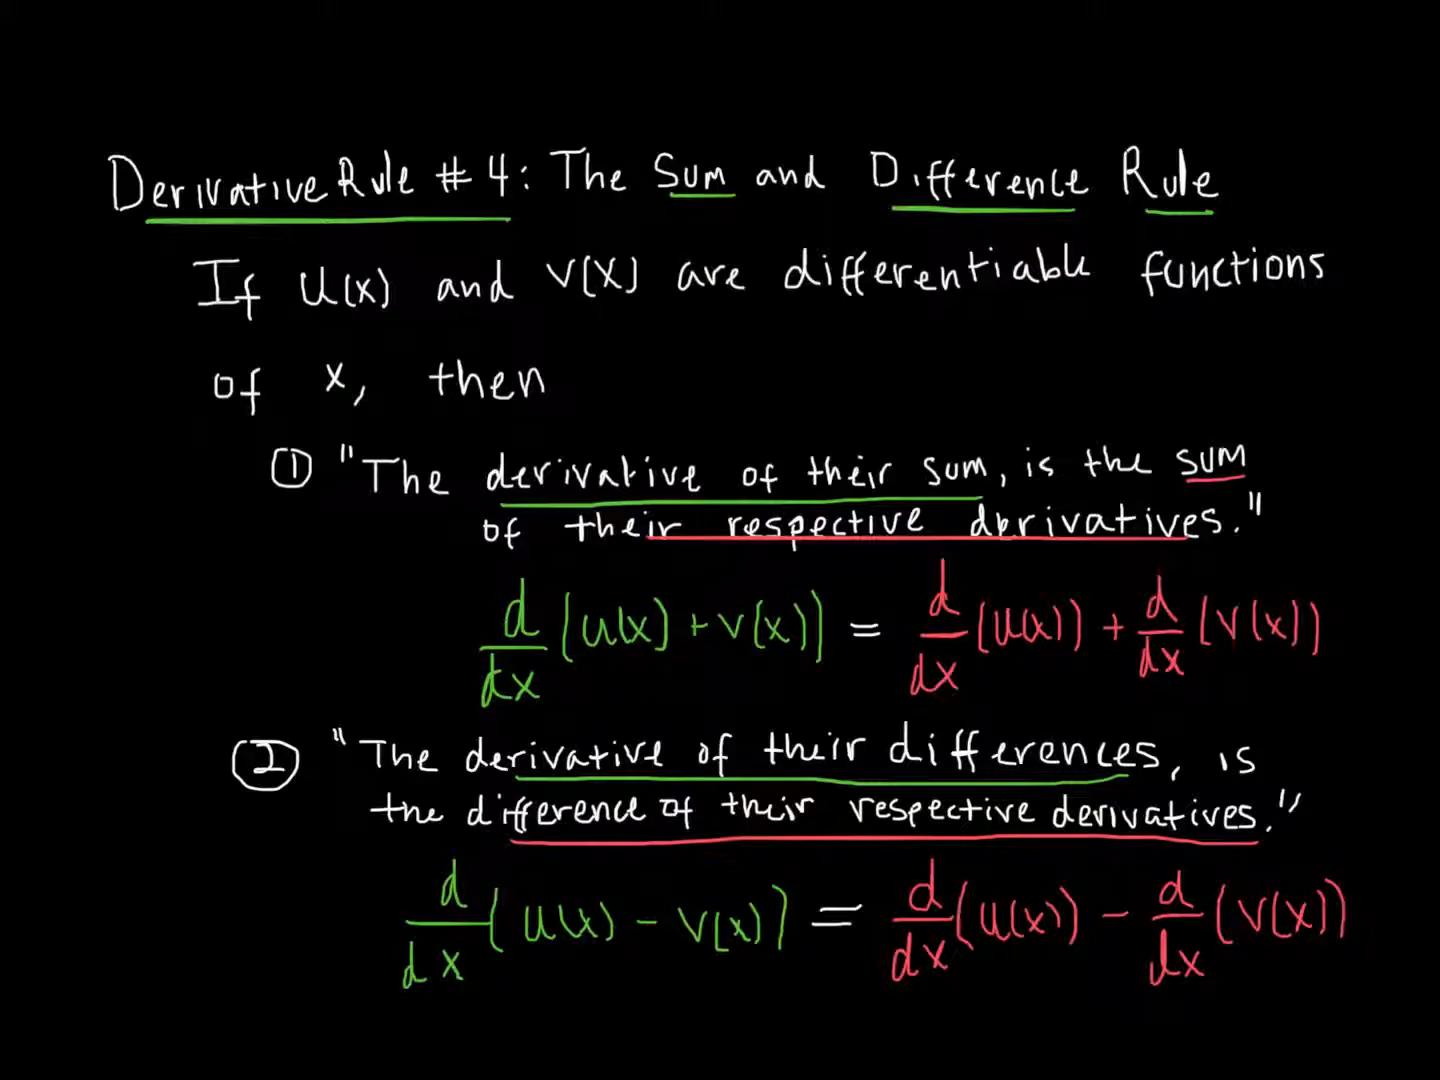 Derivative Rule # 4: The Sum and Difference Rule
If U(x) and V(x) are differentiable functions
of x, then
① "The derivative of their sum, is the sum
of their respective derivatives."
d/dx (U(x) + V(x)) = d/dx (U(x)) + d/dx (V(x))
② "The derivative of their differences, is
the difference of their respective derivatives."
d/dx (U(x) - V(x)) = d/dx (U(x)) - d/dx (V(x))